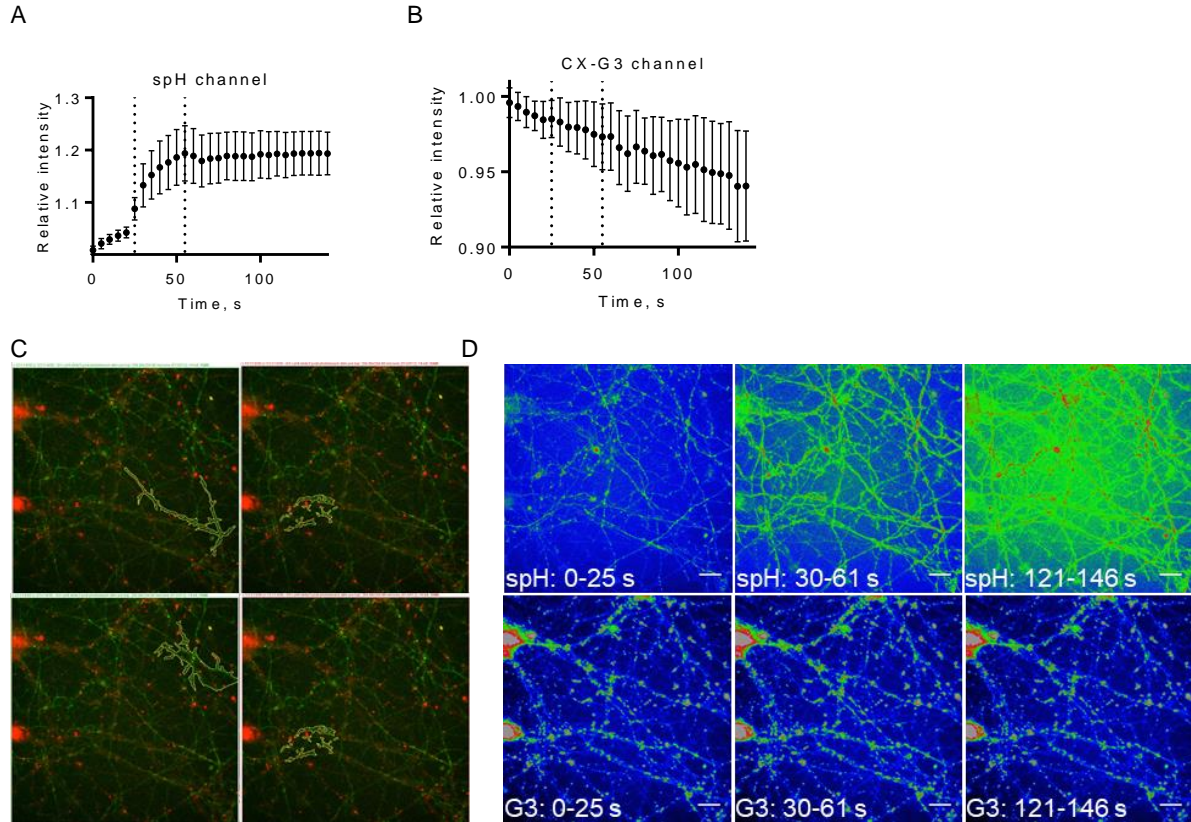 A
B
spH channel
Relative intensity
1.3
1.2
1.1
0
50
100
Time, s
CX-G3 channel
Relative intensity
1.00
0.95
0.90
0
50
100
Time, s
C
D
spH: 0-25 s
spH: 30-61 s
spH: 121-146 s
G3: 0-25 s
G3: 30-61 s
G3: 121-146 s